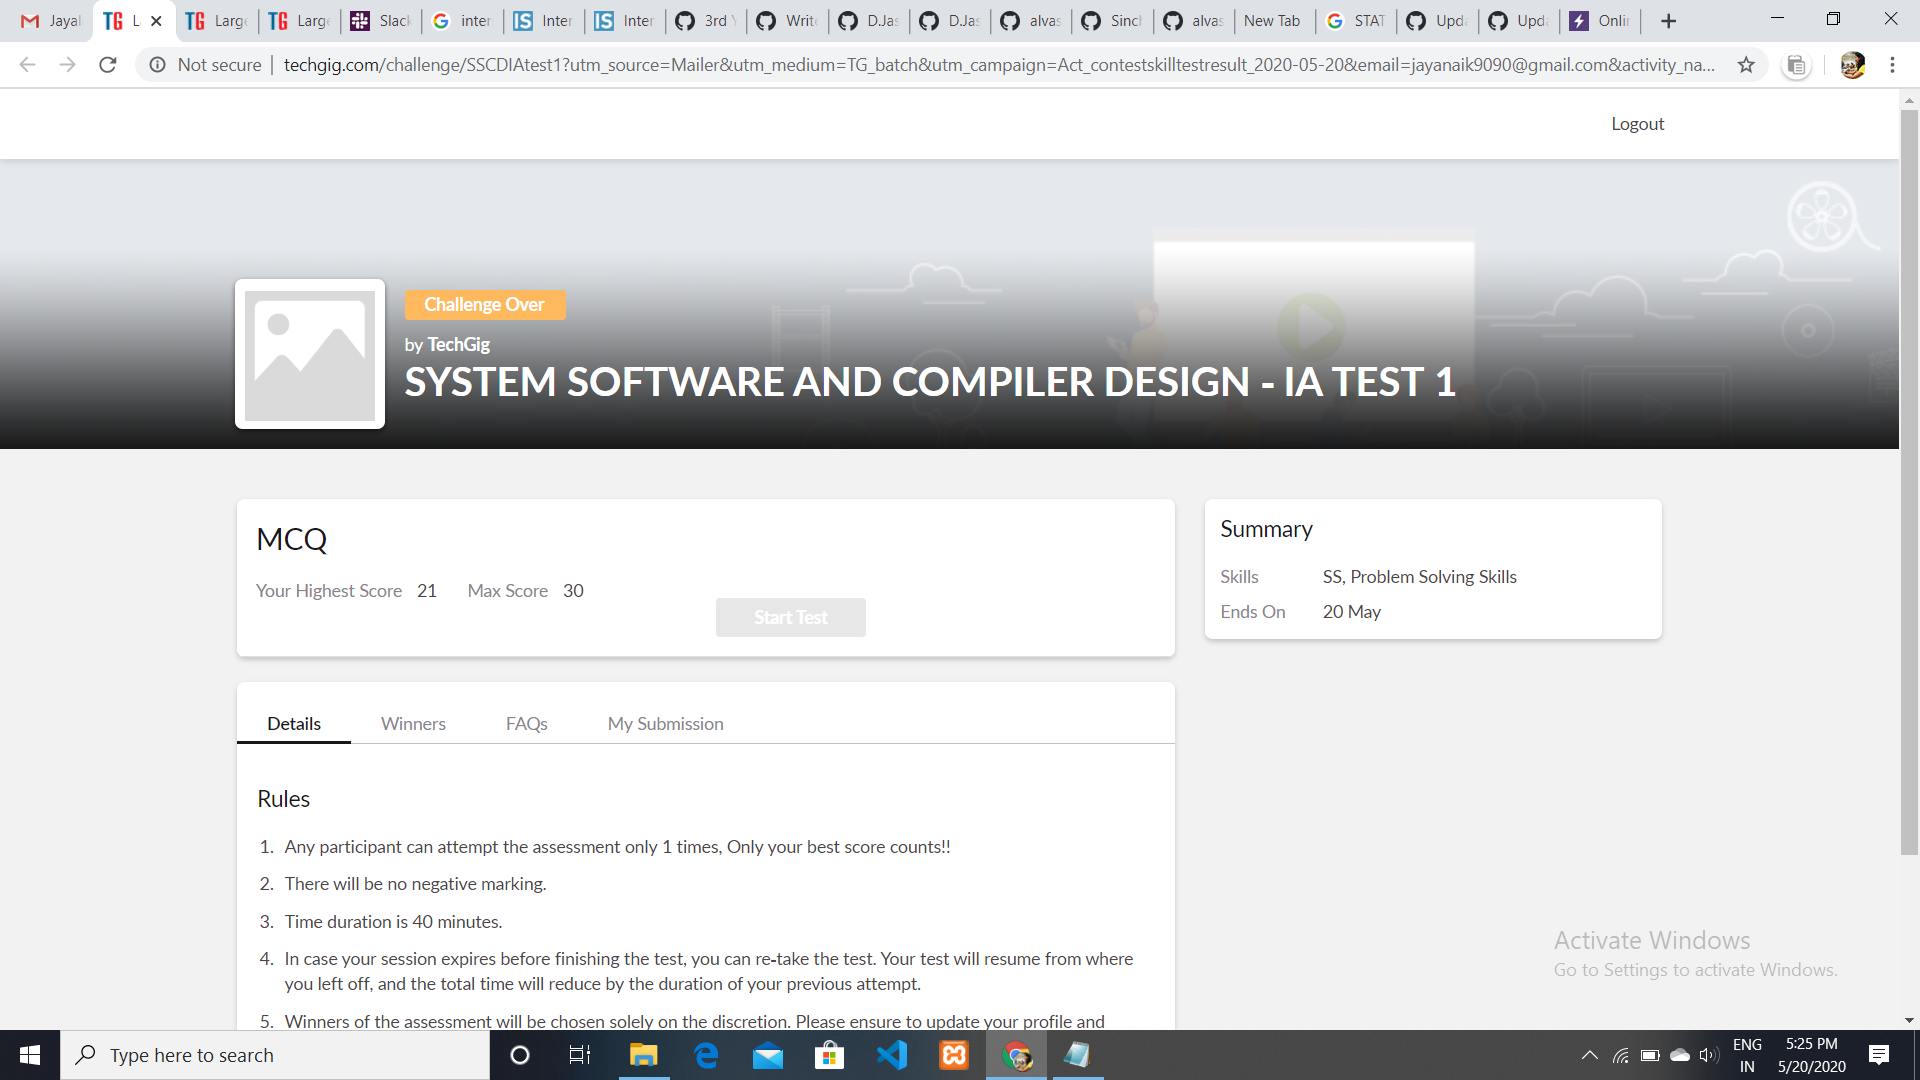 Jayal
L
Large
Large
Slack
inter
Inter
Inter
3rd Y
Write
D.Jas
D.Jas
alvas
Sinch
alvas
New Tab
STAT
Upda
Upda
Onlin
Not secure
techgig.com/challenge/SSCDIAtest1?utm_source=Mailer&utm_medium=TG_batch&utm_campaign=Act_contestskilltestresult_2020-05-20&email=jayanaik9090@gmail.com&activity_na...
Logout
Challenge Over
by TechGig
SYSTEM SOFTWARE AND COMPILER DESIGN - IA TEST 1
MCQ
Your Highest Score 21 Max Score 30
Start Test
Summary
Skills SS, Problem Solving Skills
Ends On 20 May
Details Winners FAQs My Submission
Rules
1. Any participant can attempt the assessment only 1 times, Only your best score counts!!
2. There will be no negative marking.
3. Time duration is 40 minutes.
4. In case your session expires before finishing the test, you can re-take the test. Your test will resume from where
you left off, and the total time will reduce by the duration of your previous attempt.
5. Winners of the assessment will be chosen solely on the discretion. Please ensure to update your profile and
Activate Windows
Go to Settings to activate Windows.
Type here to search
ENG
IN
5:25 PM
5/20/2020